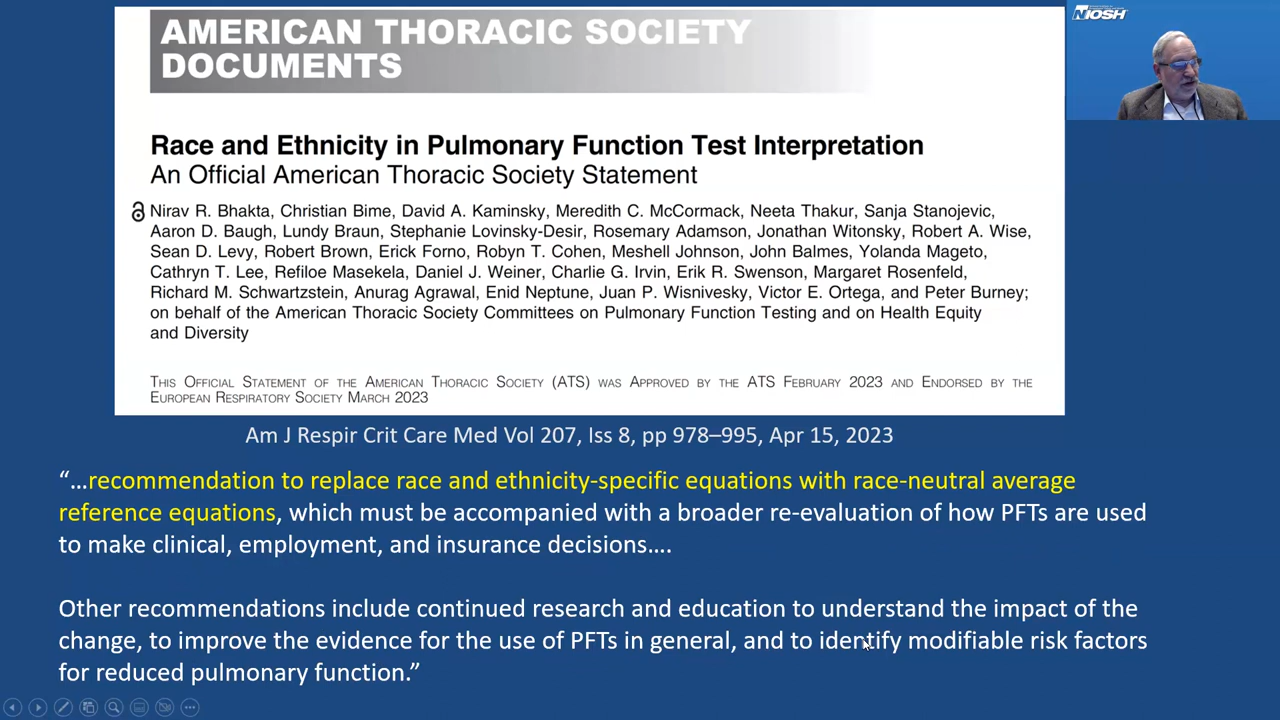 AMERICAN THORACIC SOCIETY
DOCUMENTS
NIOSH
Race and Ethnicity in Pulmonary Function Test Interpretation
An Official American Thoracic Society Statement
Nirav R. Bhakta, Christian Bime, David A. Kaminsky, Meredith C. McCormack, Neeta Thakur, Sanja Stanojevic,
Aaron D. Baugh, Lundy Braun, Stephanie Lovinsky-Desir, Rosemary Adamson, Jonathan Witonsky, Robert A. Wise,
Sean D. Levy, Robert Brown, Erick Forno, Robyn T. Cohen, Meshell Johnson, John Balmes, Yolanda Mageto,
Cathryn T. Lee, Refiloe Masekela, Daniel J. Weiner, Charlie G. Irvin, Erik R. Swenson, Margaret Rosenfeld,
Richard M. Schwartzstein, Anurag Agrawal, Enid Neptune, Juan P. Wisnivesky, Victor E. Ortega, and Peter Burney;
on behalf of the American Thoracic Society Committees on Pulmonary Function Testing and on Health Equity
and Diversity
THIS OFFICIAL STATEMENT OF THE AMERICAN THORACIC SOCIETY (ATS) WAS APPROVED BY THE ATS FEBRUARY 2023 AND ENDORSED BY THE
EUROPEAN RESPIRATORY SOCIETY MARCH 2023
Am J Respir Crit Care Med Vol 207, Iss 8, pp 978–995, Apr 15, 2023
“…recommendation to replace race and ethnicity-specific equations with race-neutral average
reference equations, which must be accompanied with a broader re-evaluation of how PFTs are used
to make clinical, employment, and insurance decisions….
Other recommendations include continued research and education to understand the impact of the
change, to improve the evidence for the use of PFTs in general, and to identify modifiable risk factors
for reduced pulmonary function.”